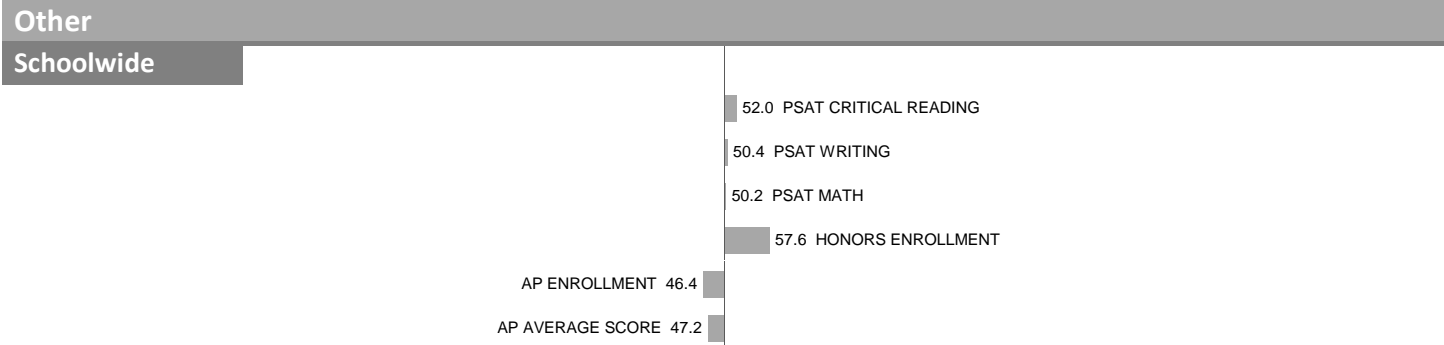 Other
Schoolwide
52.0 PSAT CRITICAL READING
50.4 PSAT WRITING
50.2 PSAT MATH
57.6 HONORS ENROLLMENT
AP ENROLLMENT 46.4
AP AVERAGE SCORE 47.2